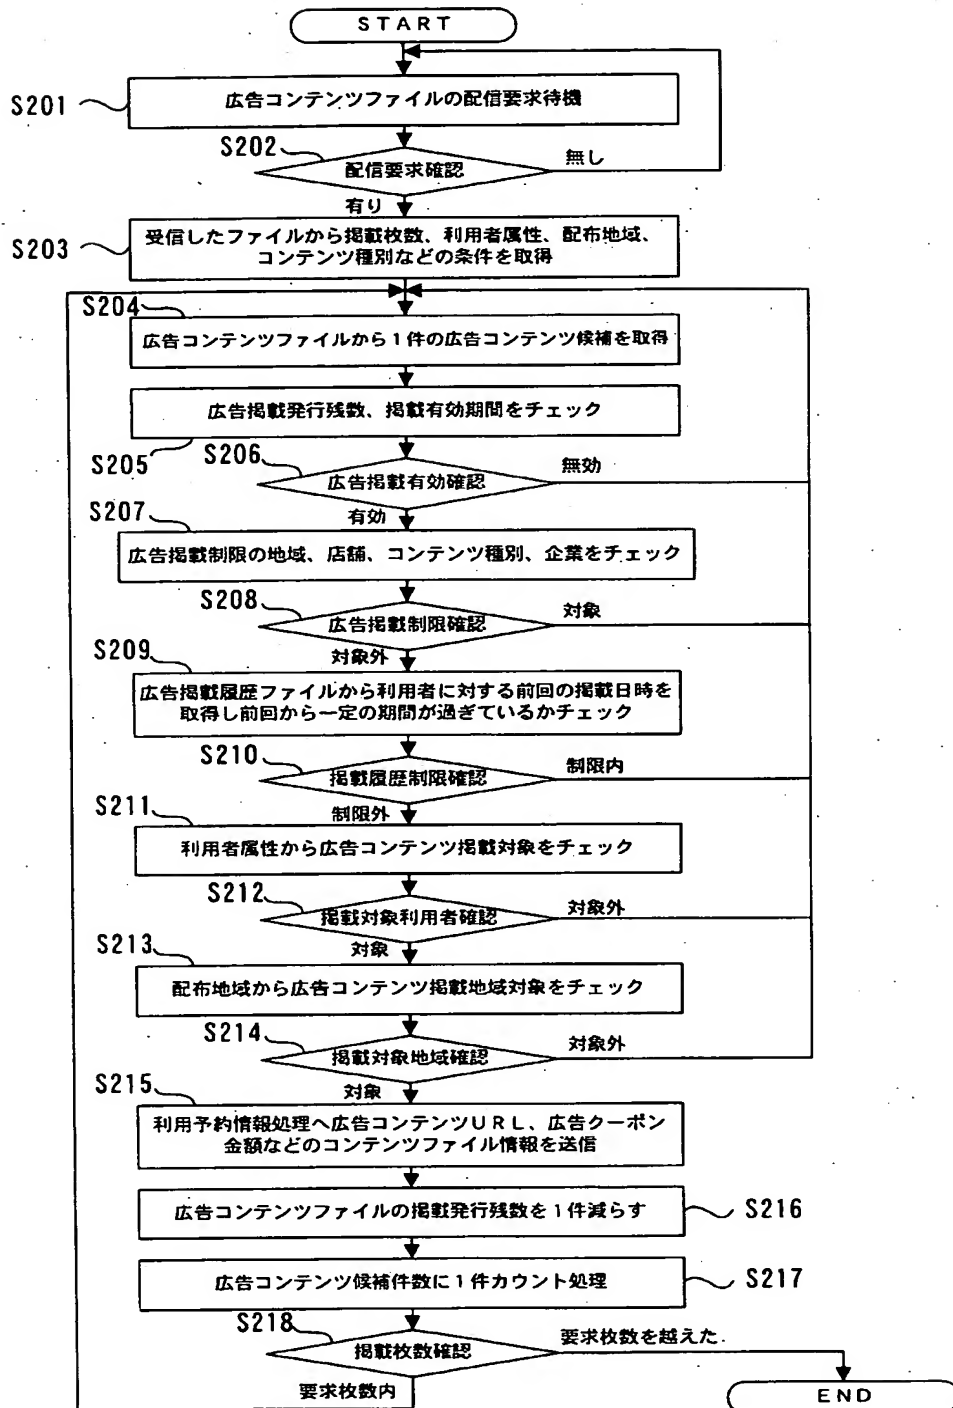 START
S201
広告コンテンツファイルの配信要求待機
S202
配信要求確認
無し
有り
S203
受信したファイルから掲載枚数、利用者属性、配布地域、
コンテンツ種別などの条件を取得
S204
広告コンテンツファイルから1件の広告コンテンツ候補を取得
広告掲載発行残数、掲載有効期間をチェック
S205
S206
広告掲載有効確認
無効
有効
S207
広告掲載制限の地域、店舗、コンテンツ種別、企業をチェック
S208
広告掲載制限確認
対象
対象外
S209
広告掲載履歴ファイルから利用者に対する前回の掲載日時を
取得し前回から一定の期間が過ぎているかチェック
S210
掲載履歴制限確認
制限内
制限外
S211
利用者属性から広告コンテンツ掲載対象をチェック
S212
掲載対象利用者確認
対象外
対象
S213
配布地域から広告コンテンツ掲載地域対象をチェック
S214
掲載対象地域確認
対象外
対象
S215
利用予約情報処理へ広告コンテンツURL、広告クーポン
金額などのコンテンツファイル情報を送信
広告コンテンツファイルの掲載発行残数を1件減らす
S216
広告コンテンツ候補件数に1件カウント処理
S217
S218
掲載枚数確認
要求枚数を越えた
要求枚数内
END